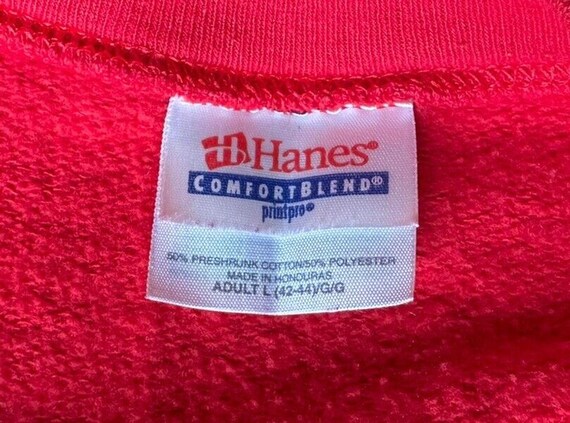 Hanes®
COMFORTBLEND®
printpro®
50% PRESHRUNK COTTON/50% POLYESTER
MADE IN HONDURAS
ADULT L (42-44)/G/G